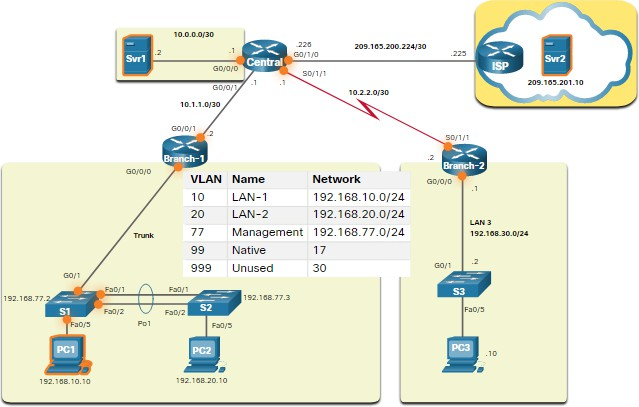 10.0.0.0/30
.2
.1
Svr1
G0/0/0
Central
.226
G0/1/0
209.165.200.224/30
.225
ISP
Svr2
209.165.201.10
S0/1/1
G0/0/1
.1
.1
10.1.1.0/30
10.2.2.0/30
G0/0/1
.2
Branch-1
G0/0/0
S0/1/1
.2
Branch-2
G0/0/0
.1
VLAN Name Network
10 LAN-1 192.168.10.0/24
20 LAN-2 192.168.20.0/24
77 Management 192.168.77.0/24
99 Native 17
999 Unused 30
Trunk
LAN 3
192.168.30.0/24
G0/1
192.168.77.2
S1
Fa0/1
Fa0/2
Fa0/1
Fa0/2
Po1
S2
192.168.77.3
Fa0/5
Fa0/5
PC1
192.168.10.10
PC2
192.168.20.10
G0/1
.2
S3
Fa0/5
PC3
.10